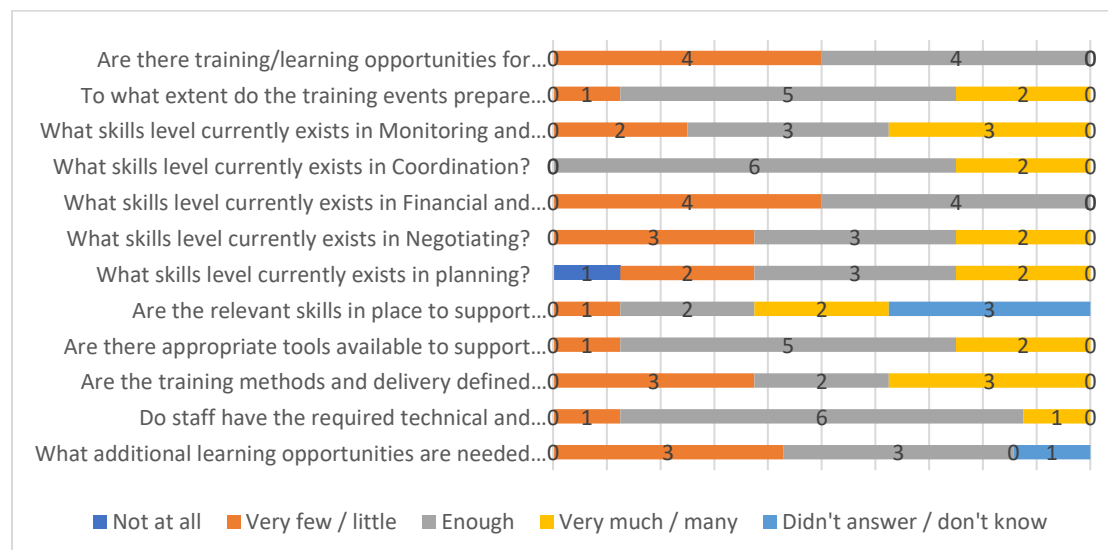 Are there training/learning opportunities for... 0 4 4 0 0
To what extent do the training events prepare... 0 1 5 2 0
What skills level currently exists in Monitoring and... 0 2 3 3 0
What skills level currently exists in Coordination? 0 0 6 2 0
What skills level currently exists in Financial and... 0 4 4 0 0
What skills level currently exists in Negotiating? 0 3 3 2 0
What skills level currently exists in planning? 1 2 3 2 0
Are the relevant skills in place to support... 0 1 2 2 3
Are there appropriate tools available to support... 0 1 5 2 0
Are the training methods and delivery defined... 0 3 2 3 0
Do staff have the required technical and... 0 1 6 1 0
What additional learning opportunities are needed... 0 3 3 0 1
Not at all Very few / little Enough Very much / many Didn't answer / don't know